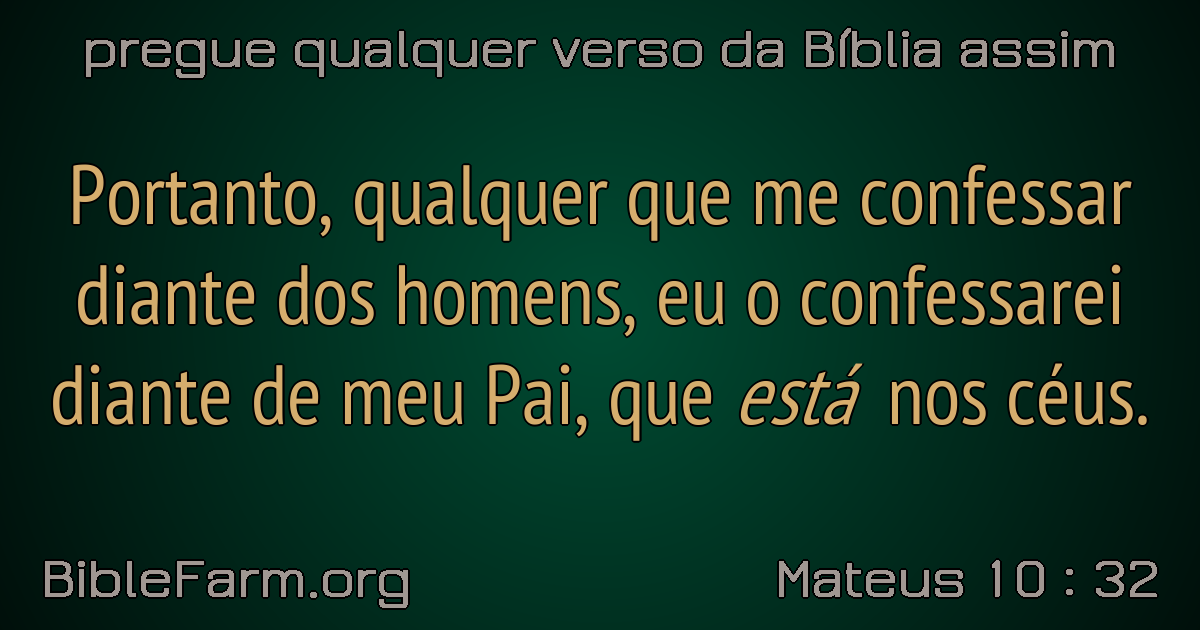 pregue qualquer verso da Bíblia assim
Portanto, qualquer que me confessar
diante dos homens, eu o confessarei
diante de meu Pai, que está nos céus.
BibleFarm.org
Mateus 10 : 32